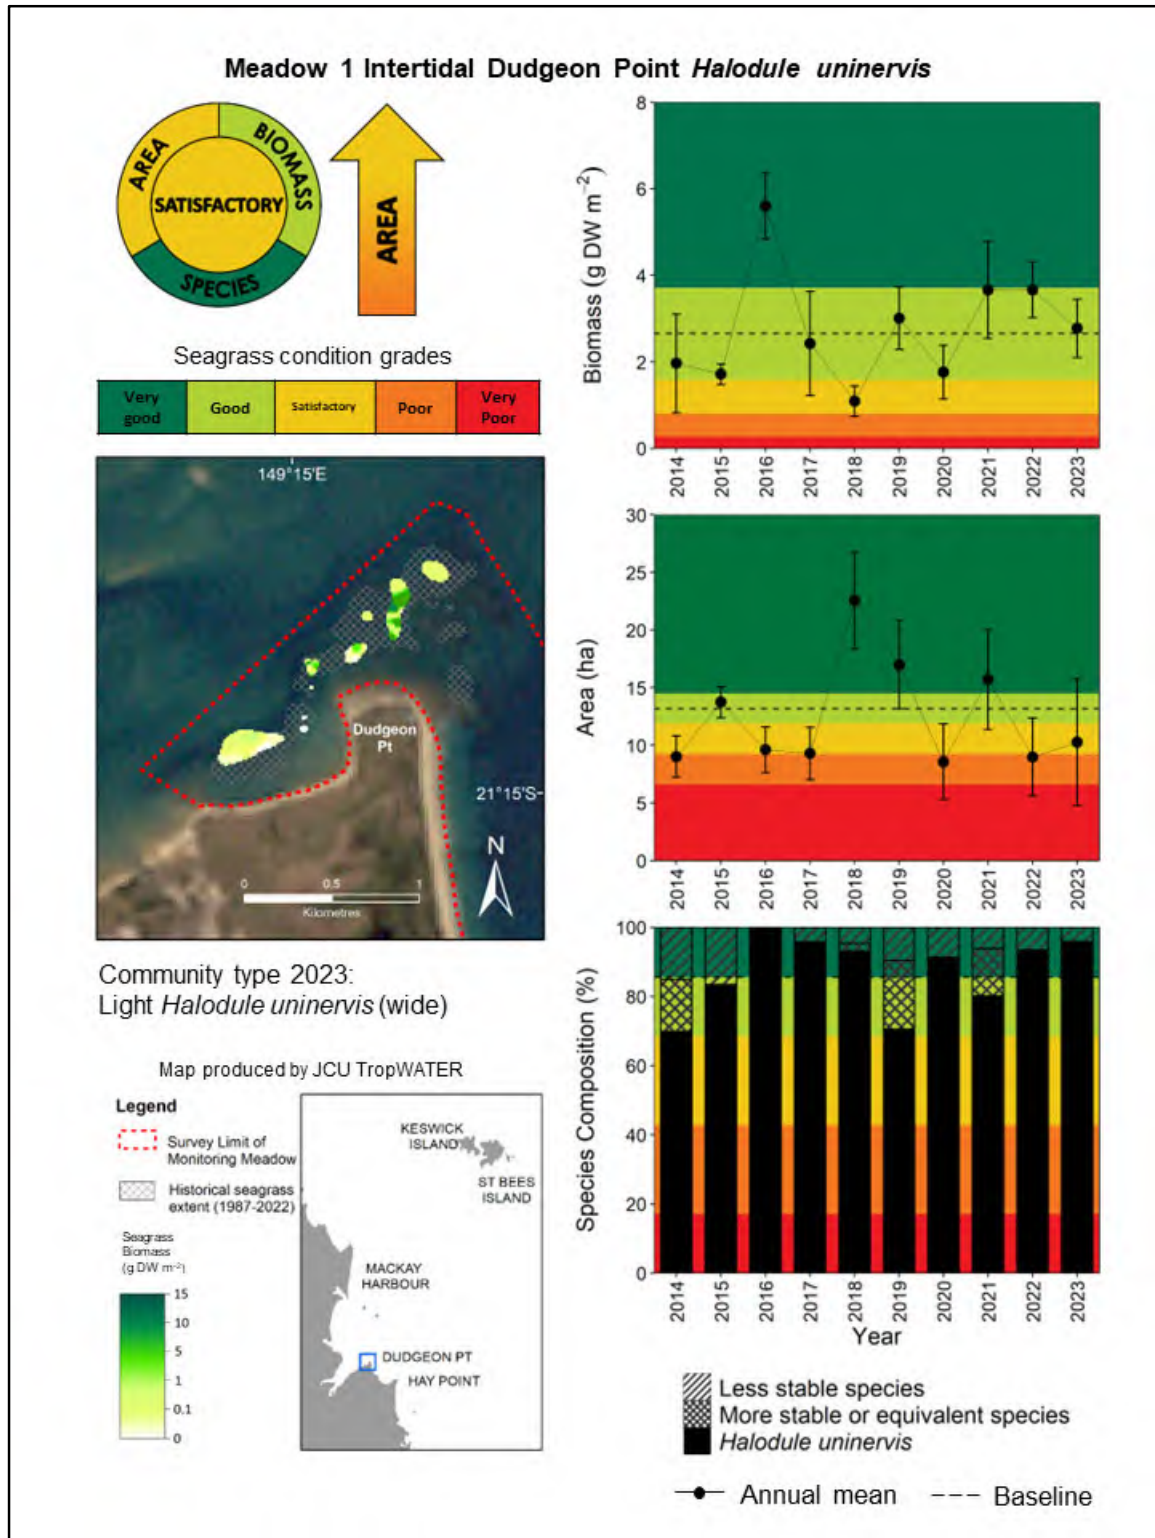 Meadow 1 Intertidal Dudgeon Point Halodule uninervis
AREA
BIOMASS
SATISFACTORY
SPECIES
AREA
Seagrass condition grades
Very good
Good
Satisfactory
Poor
Very Poor
149°15'E
Dudgeon
Pt
21°15'S
N
0 0.5 1
Kilometres
Community type 2023:
Light Halodule uninervis (wide)
Map produced by JCU TropWATER
Legend
Survey Limit of
Monitoring Meadow
Historical seagrass
extent (1987-2022)
Seagrass
Biomass
(g DW m⁻²)
15
10
5
1
0.1
0
KESWICK
ISLAND
ST BEES
ISLAND
MACKAY
HARBOUR
DUDGEON PT
HAY POINT
Biomass (g DW m⁻²)
8
6
4
2
0
2014 2015 2016 2017 2018 2019 2020 2021 2022 2023
Area (ha)
30
25
20
15
10
5
0
2014 2015 2016 2017 2018 2019 2020 2021 2022 2023
Species Composition (%)
100
80
60
40
20
0
2014 2015 2016 2017 2018 2019 2020 2021 2022 2023
Year
Less stable species
More stable or equivalent species
Halodule uninervis
Annual mean
Baseline